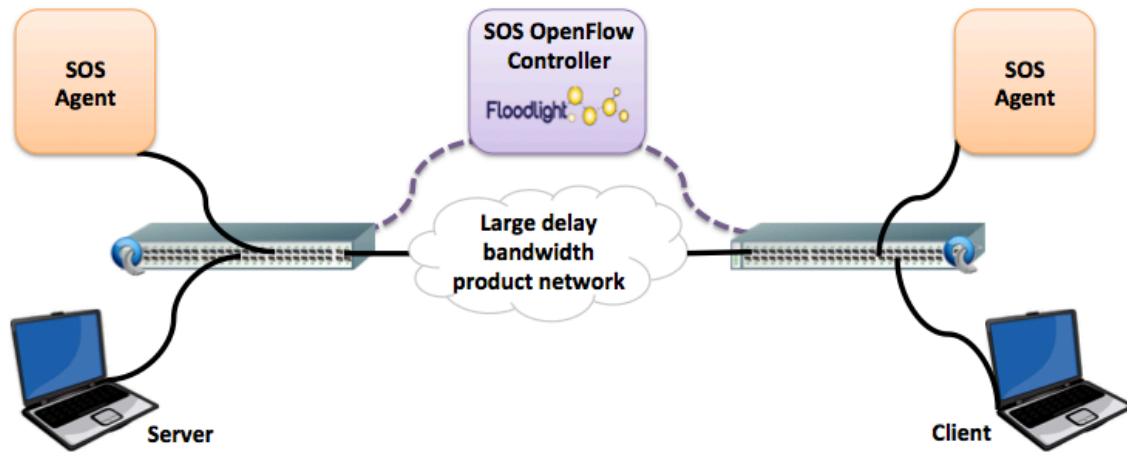 SOS
Agent
SOS OpenFlow
Controller
Floodlight
SOS
Agent
Large delay
bandwidth
product network
Server
Client